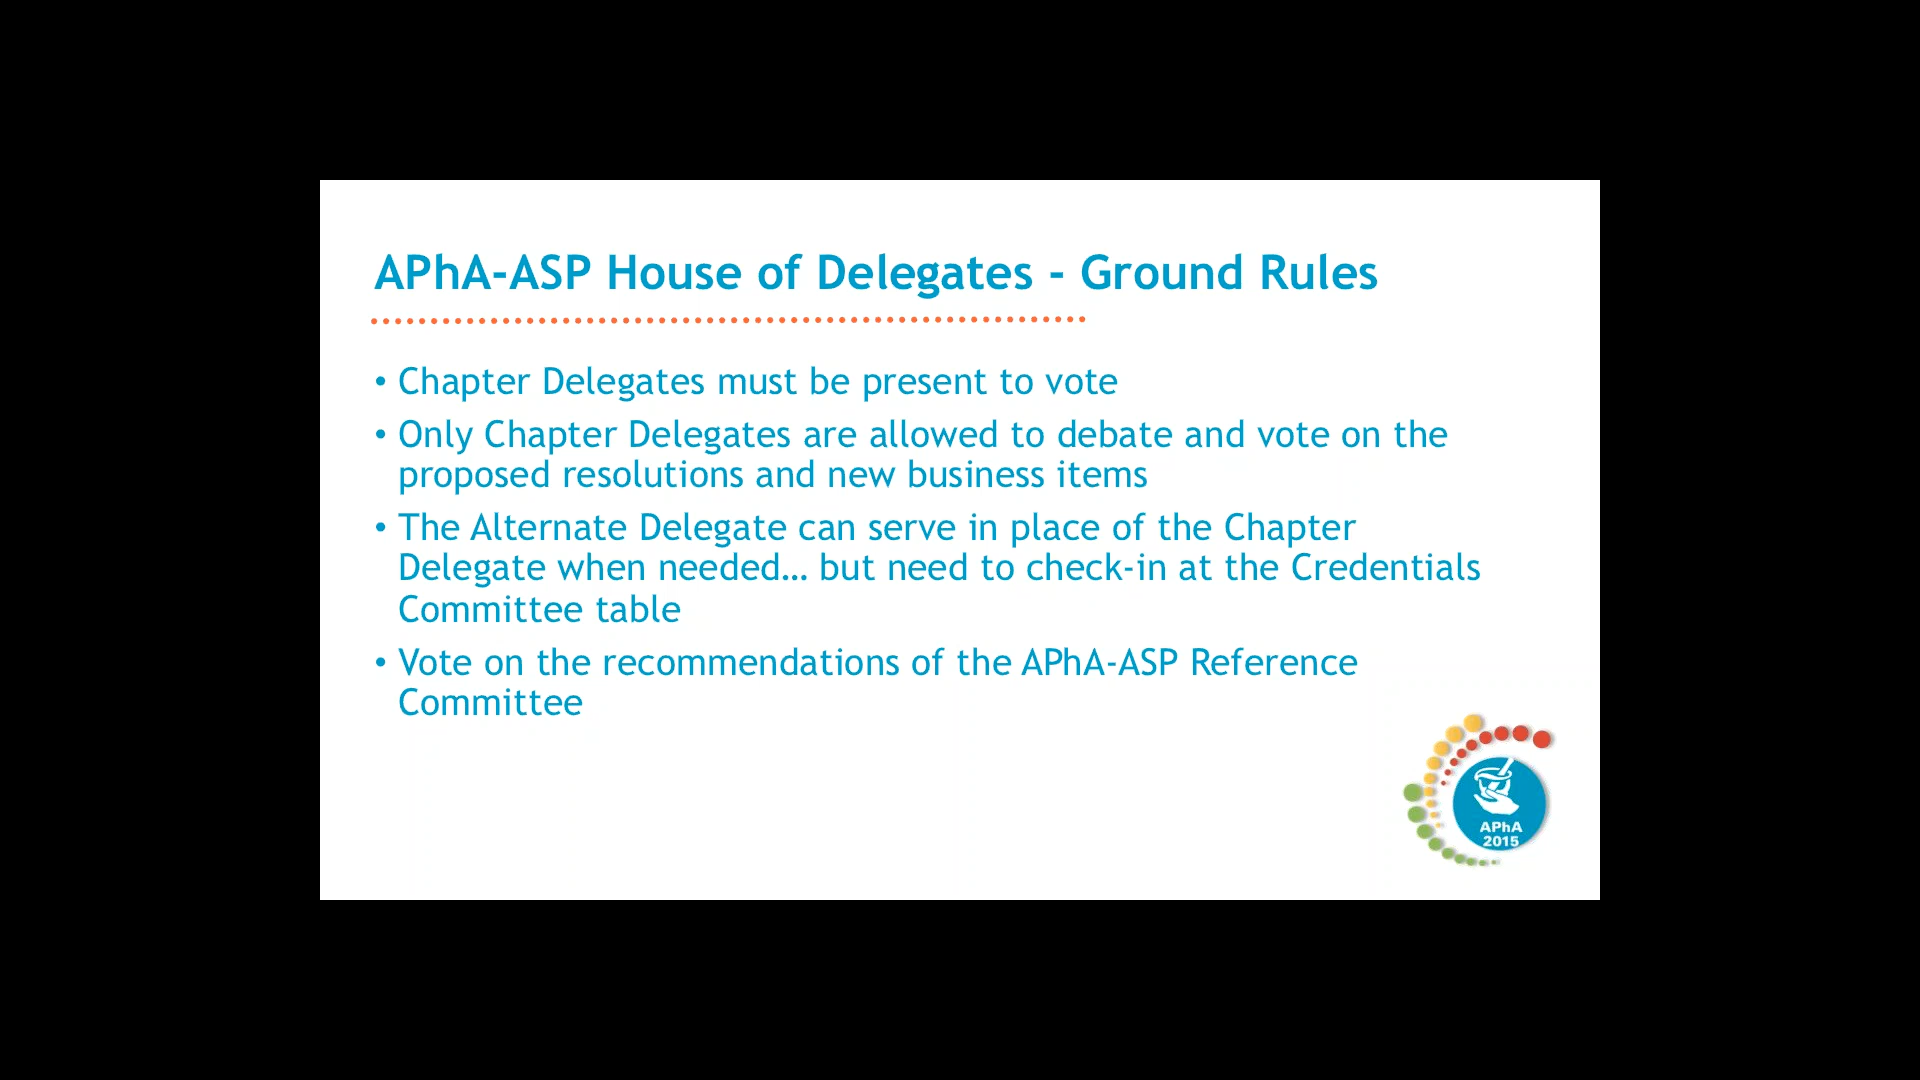 APhA-ASP House of Delegates - Ground Rules
• Chapter Delegates must be present to vote
• Only Chapter Delegates are allowed to debate and vote on the
proposed resolutions and new business items
• The Alternate Delegate can serve in place of the Chapter
Delegate when needed... but need to check-in at the Credentials
Committee table
• Vote on the recommendations of the APhA-ASP Reference
Committee
APhA
2015